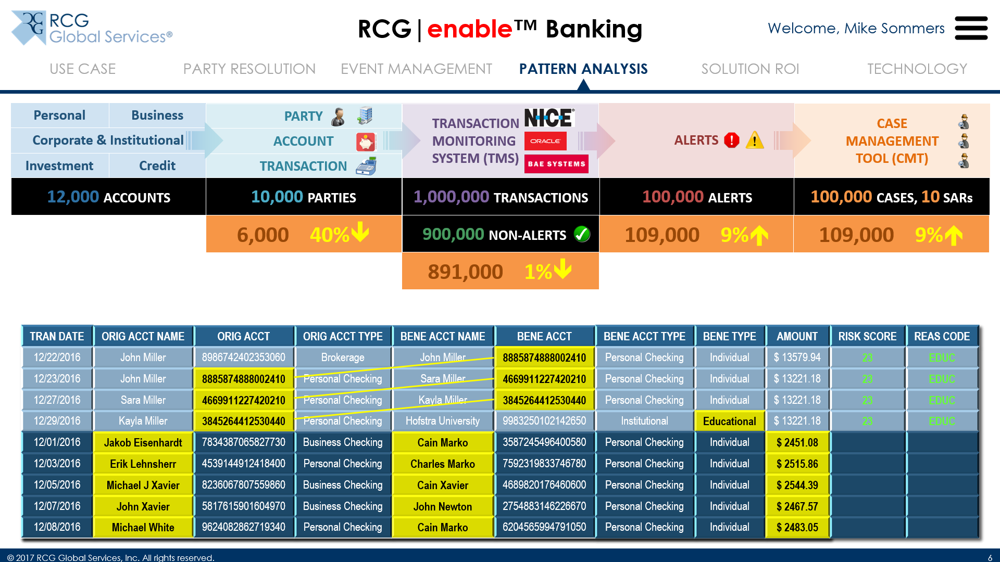 RCG
Global Services®
RCG|enable™ Banking
Welcome, Mike Sommers
USE CASE PARTY RESOLUTION EVENT MANAGEMENT PATTERN ANALYSIS SOLUTION ROI TECHNOLOGY
Personal Business
Corporate & Institutional
Investment Credit
PARTY
ACCOUNT
TRANSACTION
TRANSACTION
MONITORING
SYSTEM (TMS)
NICE®
ORACLE
BAE SYSTEMS
ALERTS
CASE
MANAGEMENT
TOOL (CMT)
12,000 ACCOUNTS 10,000 PARTIES 1,000,000 TRANSACTIONS 100,000 ALERTS 100,000 CASES, 10 SARs
6,000 40% 900,000 NON-ALERTS 109,000 9% 109,000 9%
891,000 1%
TRAN DATE ORIG ACCT NAME ORIG ACCT ORIG ACCT TYPE BENE ACCT NAME BENE ACCT BENE ACCT TYPE BENE TYPE AMOUNT RISK SCORE REAS CODE
12/22/2016 John Miller 8986742402353060 Brokerage John Miller 8885874888002410 Personal Checking Individual $ 13579.94 23 EDUC
12/23/2016 John Miller 8885874888002410 Personal Checking Sara Miller 4669911227420210 Personal Checking Individual $ 13221.18 23 EDUC
12/27/2016 Sara Miller 4669911227420210 Personal Checking Kayla Miller 3845264412530440 Personal Checking Individual $ 13221.18 23 EDUC
12/29/2016 Kayla Miller 3845264412530440 Personal Checking Hofstra University 9983250102142650 Institutional Educational $ 13221.18 23 EDUC
12/01/2016 Jakob Eisenhardt 7834387065827730 Business Checking Cain Marko 3587245496400580 Personal Checking Individual $ 2451.08
12/03/2016 Erik Lehnsherr 4539144912418400 Personal Checking Charles Marko 7592319833746780 Personal Checking Individual $ 2515.86
12/05/2016 Michael J Xavier 8236067807559860 Business Checking Cain Xavier 4689820176460600 Personal Checking Individual $ 2544.39
12/07/2016 John Xavier 5817615901604970 Business Checking John Newton 2754883146226670 Personal Checking Individual $ 2467.57
12/08/2016 Michael White 9624082862719340 Personal Checking Cain Marko 6204565994791050 Personal Checking Individual $ 2483.05
© 2017 RCG Global Services, Inc. All rights reserved. 6